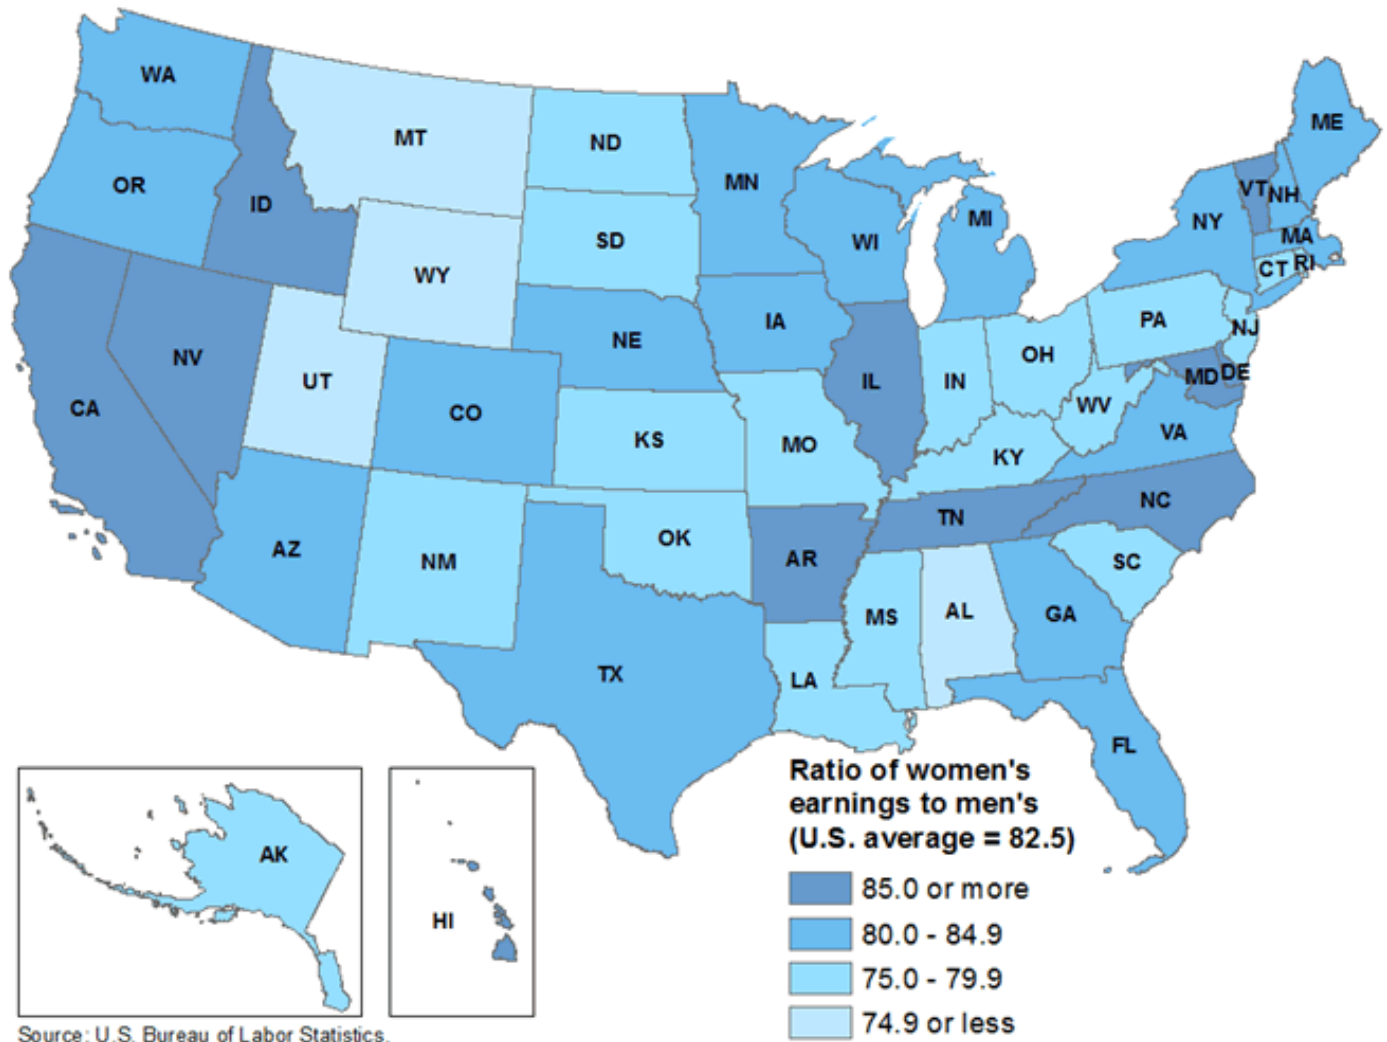 WA
ME
MT
ND
MN
OR
VT
NH
ID
NY
MI
SD
WI
MA
CT
RI
WY
IA
PA
NJ
NE
OH
NV
UT
IL
IN
MD
DE
CA
CO
WV
KS
MO
VA
KY
NC
TN
OK
AZ
NM
AR
SC
MS
AL
GA
TX
LA
FL
Ratio of women's
earnings to men's
(U.S. average = 82.5)
AK
HI
85.0 or more
80.0 - 84.9
75.0 - 79.9
74.9 or less
Source: U.S. Bureau of Labor Statistics.